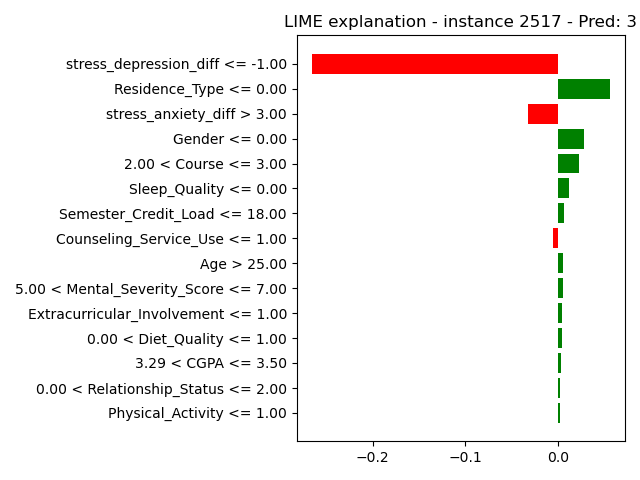 LIME explanation - instance 2517 - Pred: 3
stress_depression_diff <= -1.00
Residence_Type <= 0.00
stress_anxiety_diff > 3.00
Gender <= 0.00
2.00 < Course <= 3.00
Sleep_Quality <= 0.00
Semester_Credit_Load <= 18.00
Counseling_Service_Use <= 1.00
Age > 25.00
5.00 < Mental_Severity_Score <= 7.00
Extracurricular_Involvement <= 1.00
0.00 < Diet_Quality <= 1.00
3.29 < CGPA <= 3.50
0.00 < Relationship_Status <= 2.00
Physical_Activity <= 1.00
−0.2 −0.1 0.0